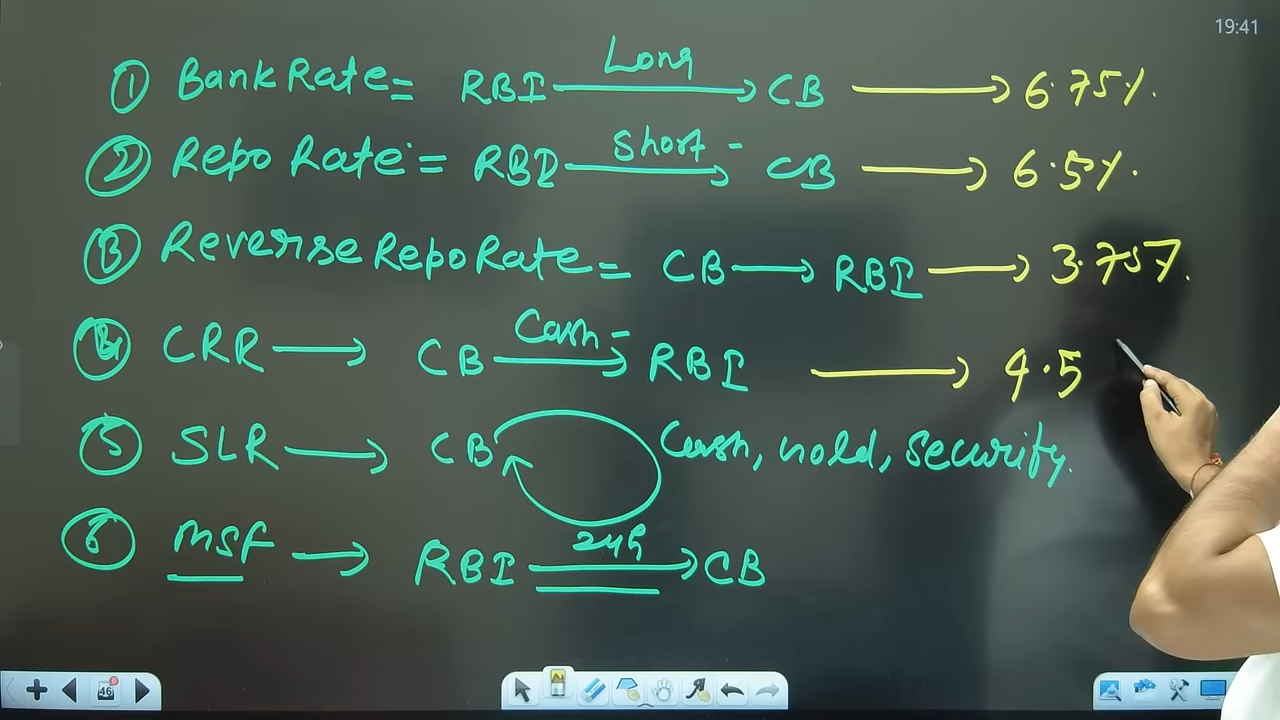 19:41
① Bank Rate = RBI Long → CB → 6.75%.
② Repo Rate = RBI Short - → CB → 6.5%.
③ Reverse Repo Rate = CB → RBI → 3.75%.
④ CRR → CB Cash - → RBI → 4.5
⑤ SLR → CB Cash, hold, security.
⑥ MSF → RBI 24h → CB
46